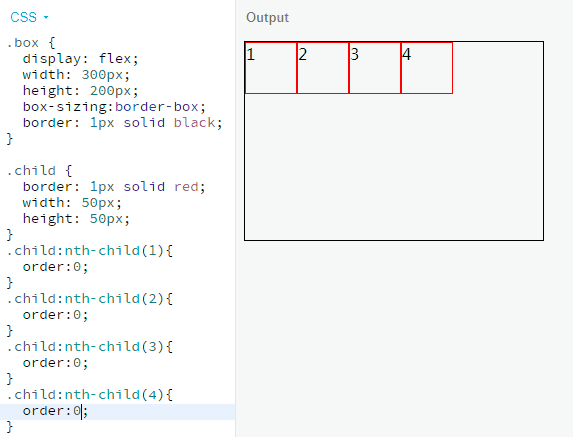 CSS
.box {
  display: flex;
  width: 300px;
  height: 200px;
  box-sizing:border-box;
  border: 1px solid black;
}

.child {
  border: 1px solid red;
  width: 50px;
  height: 50px;
}
.child:nth-child(1){
  order:0;
}
.child:nth-child(2){
  order:0;
}
.child:nth-child(3){
  order:0;
}
.child:nth-child(4){
  order:0;
}
Output
1 2 3 4